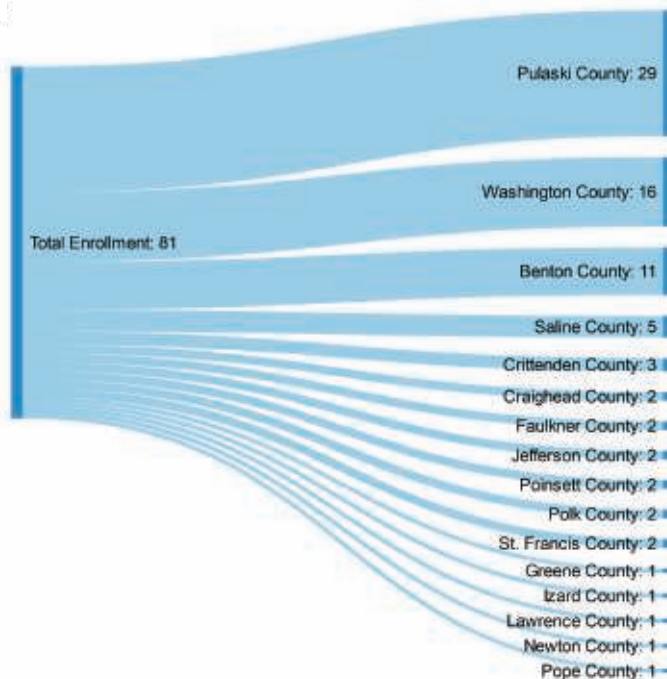 Pulaski County: 29
Washington County: 16
Total Enrollment: 81
Benton County: 11
Saline County: 5
Crittenden County: 3
Craighead County: 2
Faulkner County: 2
Jefferson County: 2
Poinsett County: 2
Polk County: 2
St. Francis County: 2
Greene County: 1
Izard County: 1
Lawrence County: 1
Newton County: 1
Pope County: 1